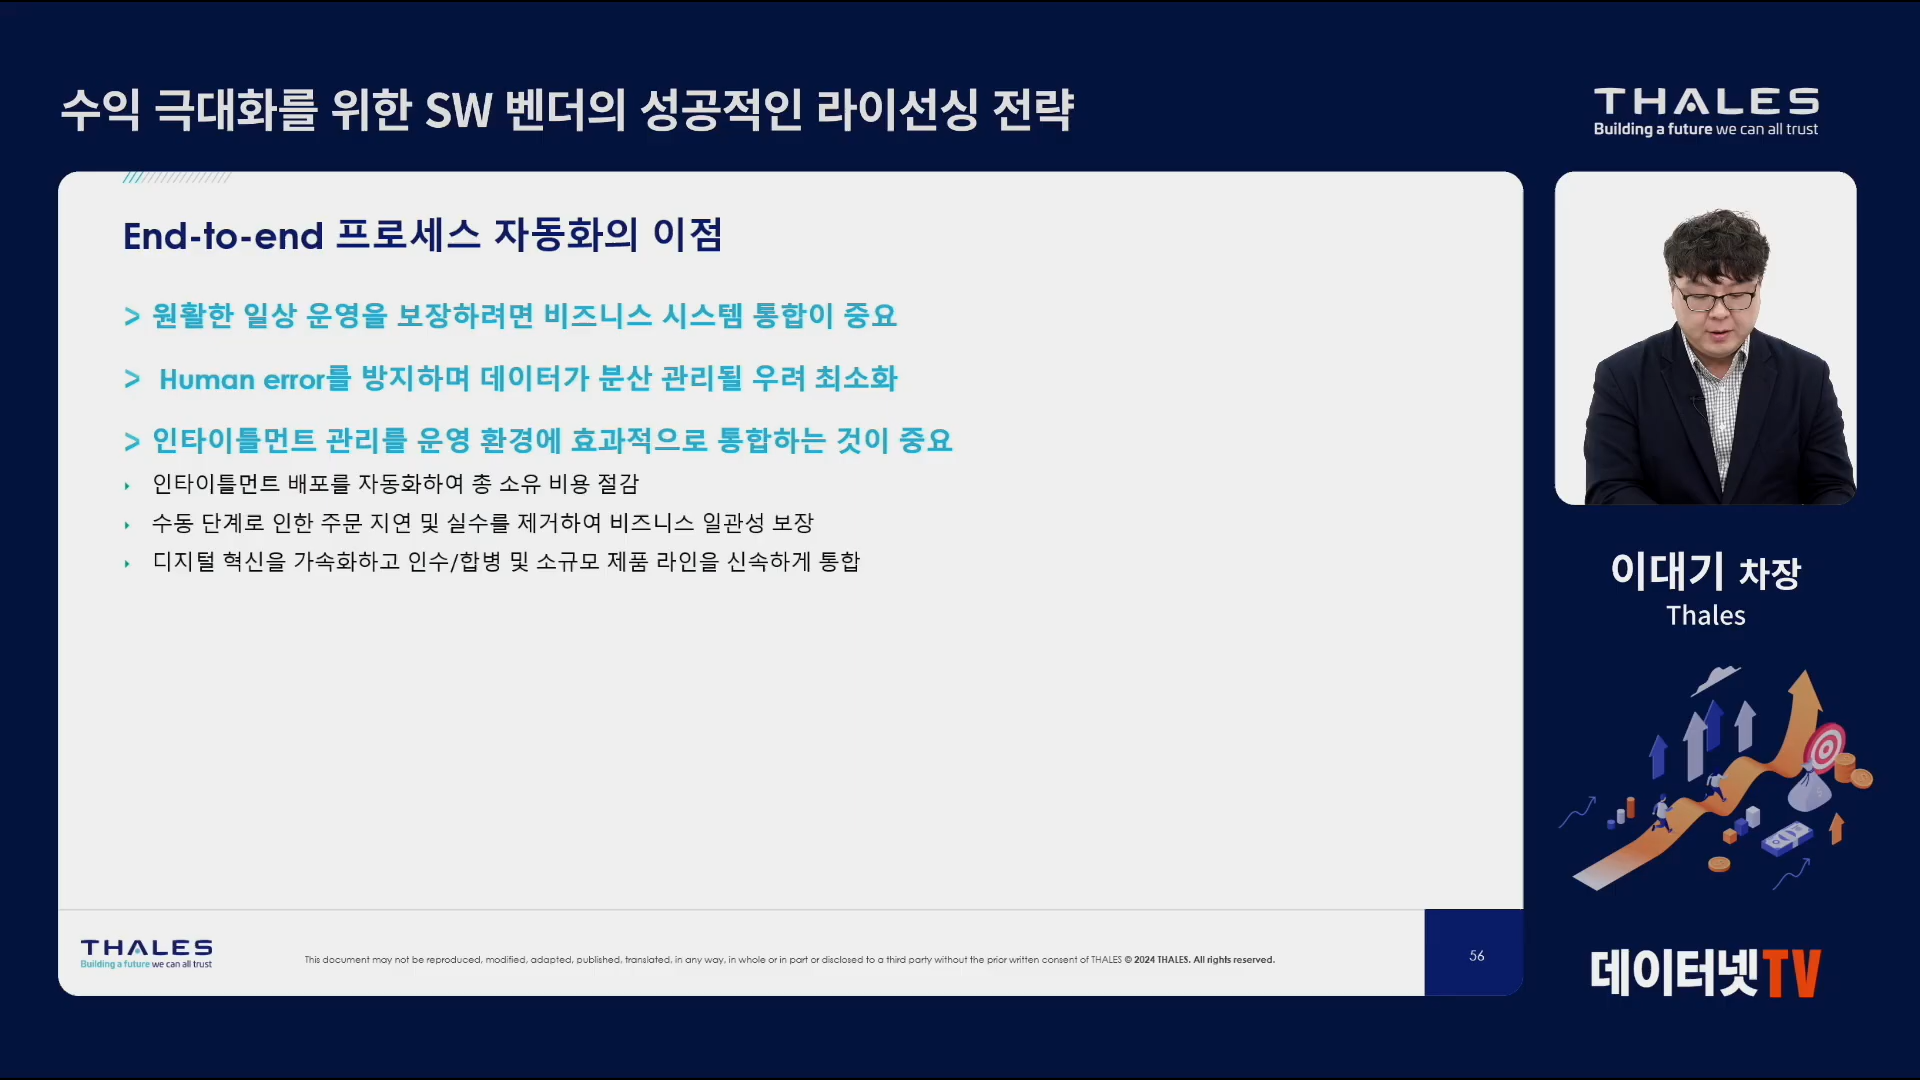 수익 극대화를 위한 SW 벤더의 성공적인 라이선싱 전략
THALES
Building a future we can all trust
End-to-end 프로세스 자동화의 이점
> 원활한 일상 운영을 보장하려면 비즈니스 시스템 통합이 중요
> Human error를 방지하며 데이터가 분산 관리될 우려 최소화
> 인타이틀먼트 관리를 운영 환경에 효과적으로 통합하는 것이 중요
인타이틀먼트 배포를 자동화하여 총 소유 비용 절감
수동 단계로 인한 주문 지연 및 실수를 제거하여 비즈니스 일관성 보장
디지털 혁신을 가속화하고 인수/합병 및 소규모 제품 라인을 신속하게 통합
이대기 차장
Thales
THALES
Building a future we can all trust
This document may not be reproduced, modified, adapted, published, translated, in any way, in whole or in part or disclosed to a third party without the prior written consent of THALES © 2024 THALES. All rights reserved.
56
데이터넷TV